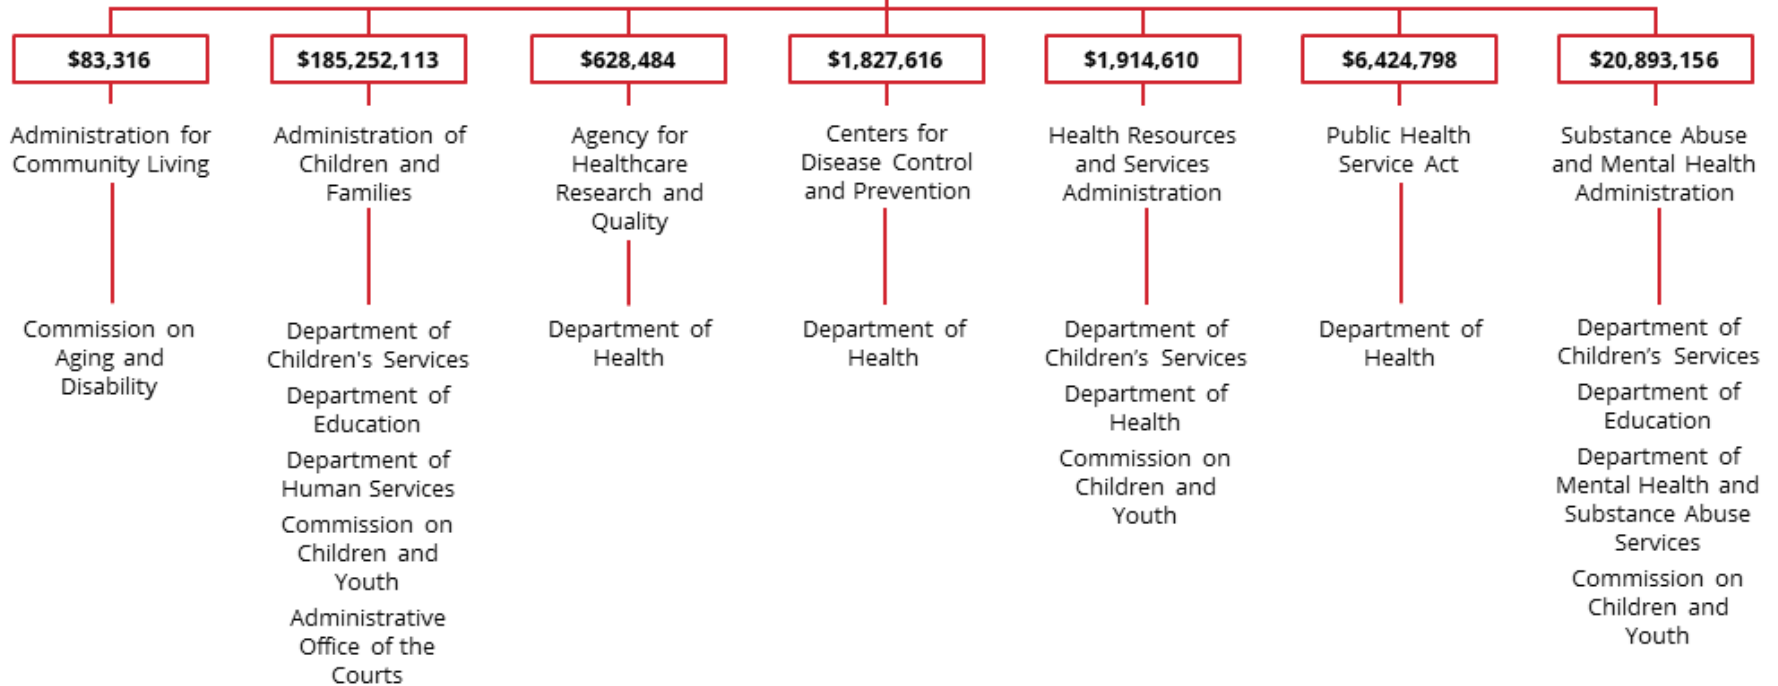 $83,316
Administration for
Community Living
Commission on
Aging and
Disability
$185,252,113
Administration of
Children and
Families
Department of
Children's Services
Department of
Education
Department of
Human Services
Commission on
Children and
Youth
Administrative
Office of the
Courts
$628,484
Agency for
Healthcare
Research and
Quality
Department of
Health
$1,827,616
Centers for
Disease Control
and Prevention
Department of
Health
$1,914,610
Health Resources
and Services
Administration
Department of
Children’s Services
Department of
Health
Commission on
Children and
Youth
$6,424,798
Public Health
Service Act
Department of
Health
$20,893,156
Substance Abuse
and Mental Health
Administration
Department of
Children’s Services
Department of
Education
Department of
Mental Health and
Substance Abuse
Services
Commission on
Children and
Youth